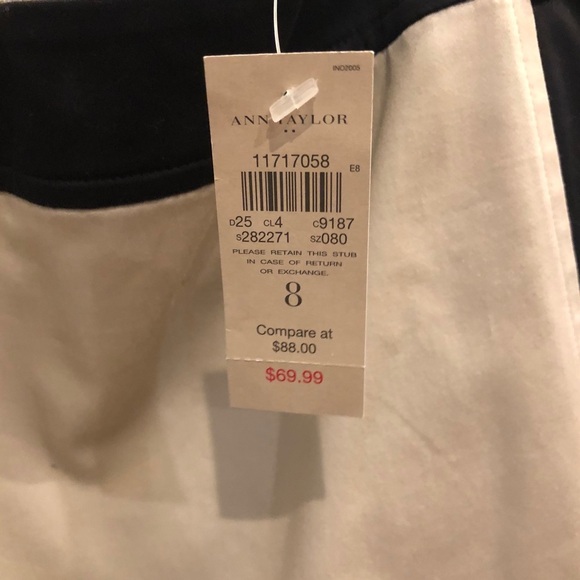 INO2009
ANN TAYLOR
11717058
E8
D25 CL4 C9187
S282271 SZ080
PLEASE RETAIN THIS STUB
IN CASE OF RETURN
OR EXCHANGE.
8
Compare at
$88.00
$69.99